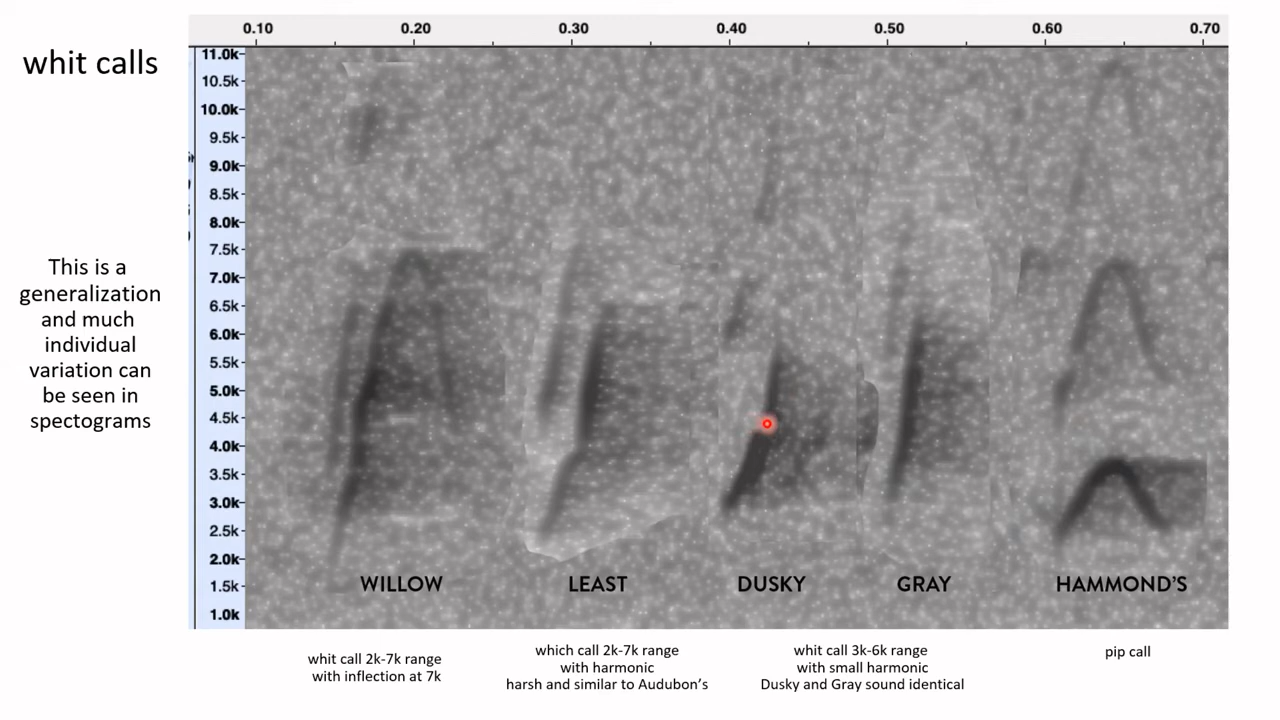 whit calls
0.10 0.20 0.30 0.40 0.50 0.60 0.70
11.0k
10.5k
10.0k
9.5k
9.0k
8.5k
8.0k
7.5k
7.0k
6.5k
6.0k
5.5k
5.0k
4.5k
4.0k
3.5k
3.0k
2.5k
2.0k
1.5k
1.0k
This is a
generalization
and much
individual
variation can
be seen in
spectograms
WILLOW LEAST DUSKY GRAY HAMMOND'S
whit call 2k-7k range
with inflection at 7k
which call 2k-7k range
with harmonic
harsh and similar to Audubon's
whit call 3k-6k range
with small harmonic
Dusky and Gray sound identical
pip call